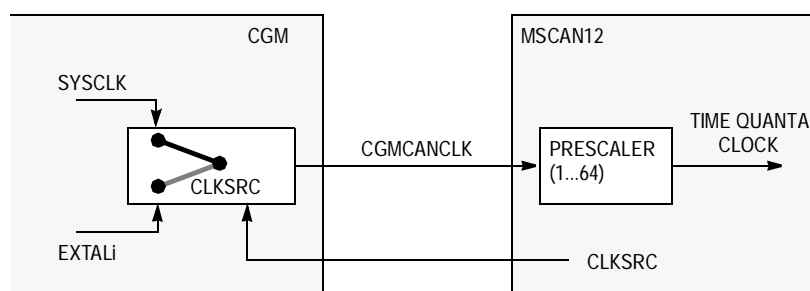 CGM
MSCAN12
SYSCLK
CLKSRC
EXTALi
CGMCANCLK
PRESCALER
(1...64)
TIME QUANTA
CLOCK
CLKSRC